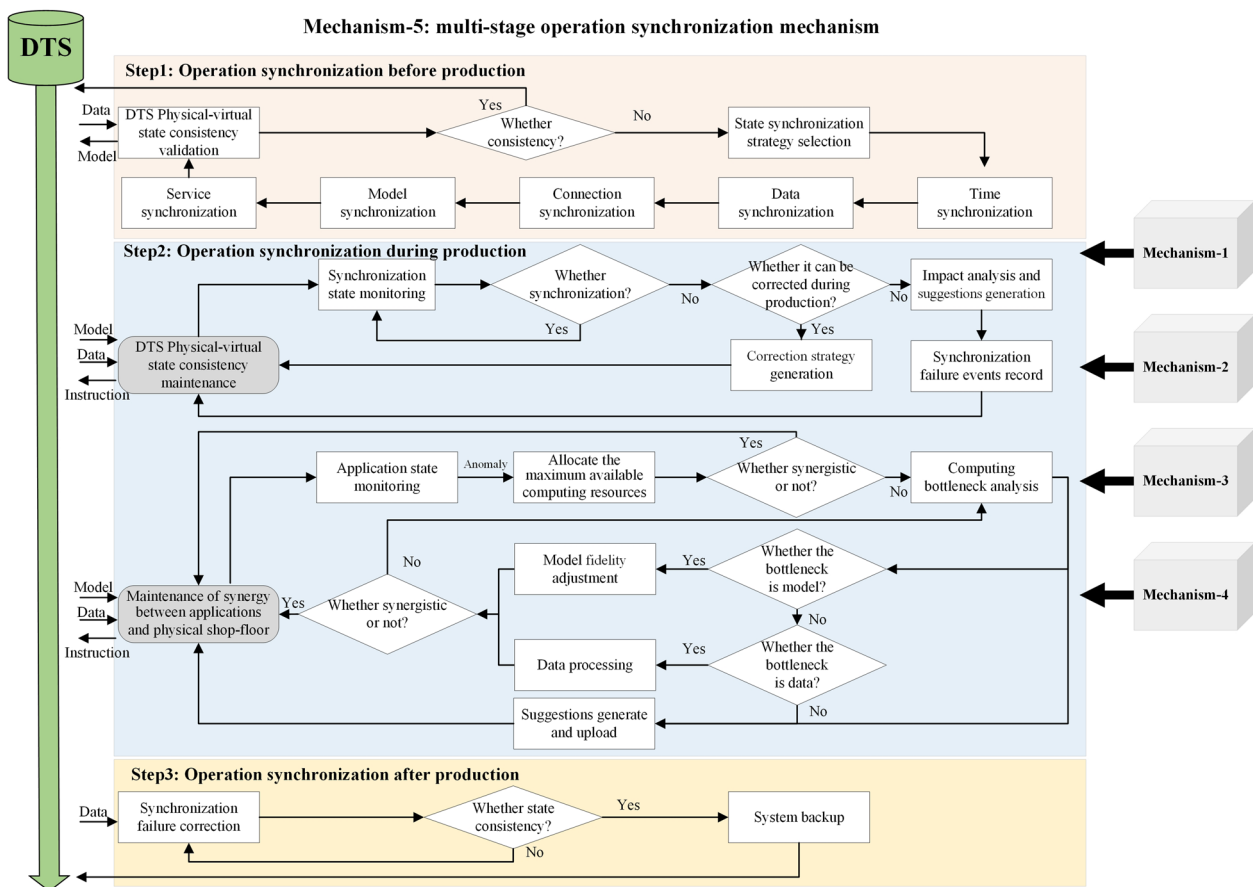 Mechanism-5: multi-stage operation synchronization mechanism
DTS
Step1: Operation synchronization before production
Data
Model
DTS Physical-virtual
state consistency
validation
Yes
Whether
consistency?
No
State synchronization
strategy selection
Service
synchronization
Model
synchronization
Connection
synchronization
Data
synchronization
Time
synchronization
Step2: Operation synchronization during production
Synchronization
state monitoring
Whether
synchronization?
No
Yes
Whether it can be
corrected during
production?
No
Yes
Impact analysis and
suggestions generation
Model
Data
Instruction
DTS Physical-virtual
state consistency
maintenance
Correction strategy
generation
Synchronization
failure events record
Yes
Application state
monitoring
Anomaly
Allocate the
maximum available
computing resources
Whether synergistic
or not?
No
Computing
bottleneck analysis
No
Model fidelity
adjustment
Yes
Whether the
bottleneck
is model?
No
Model
Data
Instruction
Maintenance of synergy
between applications
and physical shop-floor
Yes
Whether synergistic
or not?
Data processing
Yes
Whether the
bottleneck
is data?
No
Suggestions generate
and upload
Step3: Operation synchronization after production
Data
Synchronization
failure correction
Whether state
consistency?
Yes
No
System backup
Mechanism-1
Mechanism-2
Mechanism-3
Mechanism-4